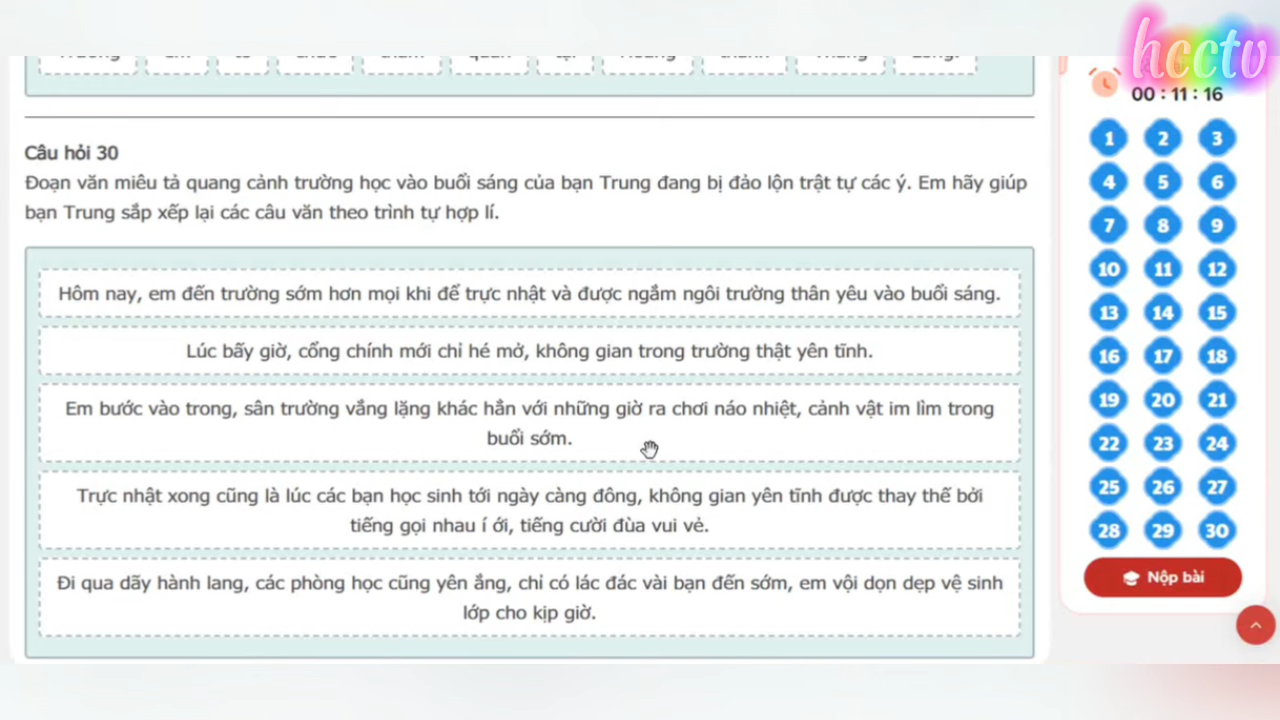 hcctv
00 : 11 : 16
Câu hỏi 30
Đoạn văn miêu tả quang cảnh trường học vào buổi sáng của bạn Trung đang bị đảo lộn trật tự các ý. Em hãy giúp
bạn Trung sắp xếp lại các câu văn theo trình tự hợp lí.
Hôm nay, em đến trường sớm hơn mọi khi để trực nhật và được ngắm ngôi trường thân yêu vào buổi sáng.
Lúc bấy giờ, cổng chính mới chỉ hé mở, không gian trong trường thật yên tĩnh.
Em bước vào trong, sân trường vắng lặng khác hẳn với những giờ ra chơi náo nhiệt, cảnh vật im lìm trong
buổi sớm.
Trực nhật xong cũng là lúc các bạn học sinh tới ngày càng đông, không gian yên tĩnh được thay thế bởi
tiếng gọi nhau í ới, tiếng cười đùa vui vẻ.
Đi qua dãy hành lang, các phòng học cũng yên ắng, chỉ có lác đác vài bạn đến sớm, em vội dọn dẹp vệ sinh
lớp cho kịp giờ.
1 2 3
4 5 6
7 8 9
10 11 12
13 14 15
16 17 18
19 20 21
22 23 24
25 26 27
28 29 30
Nộp bài